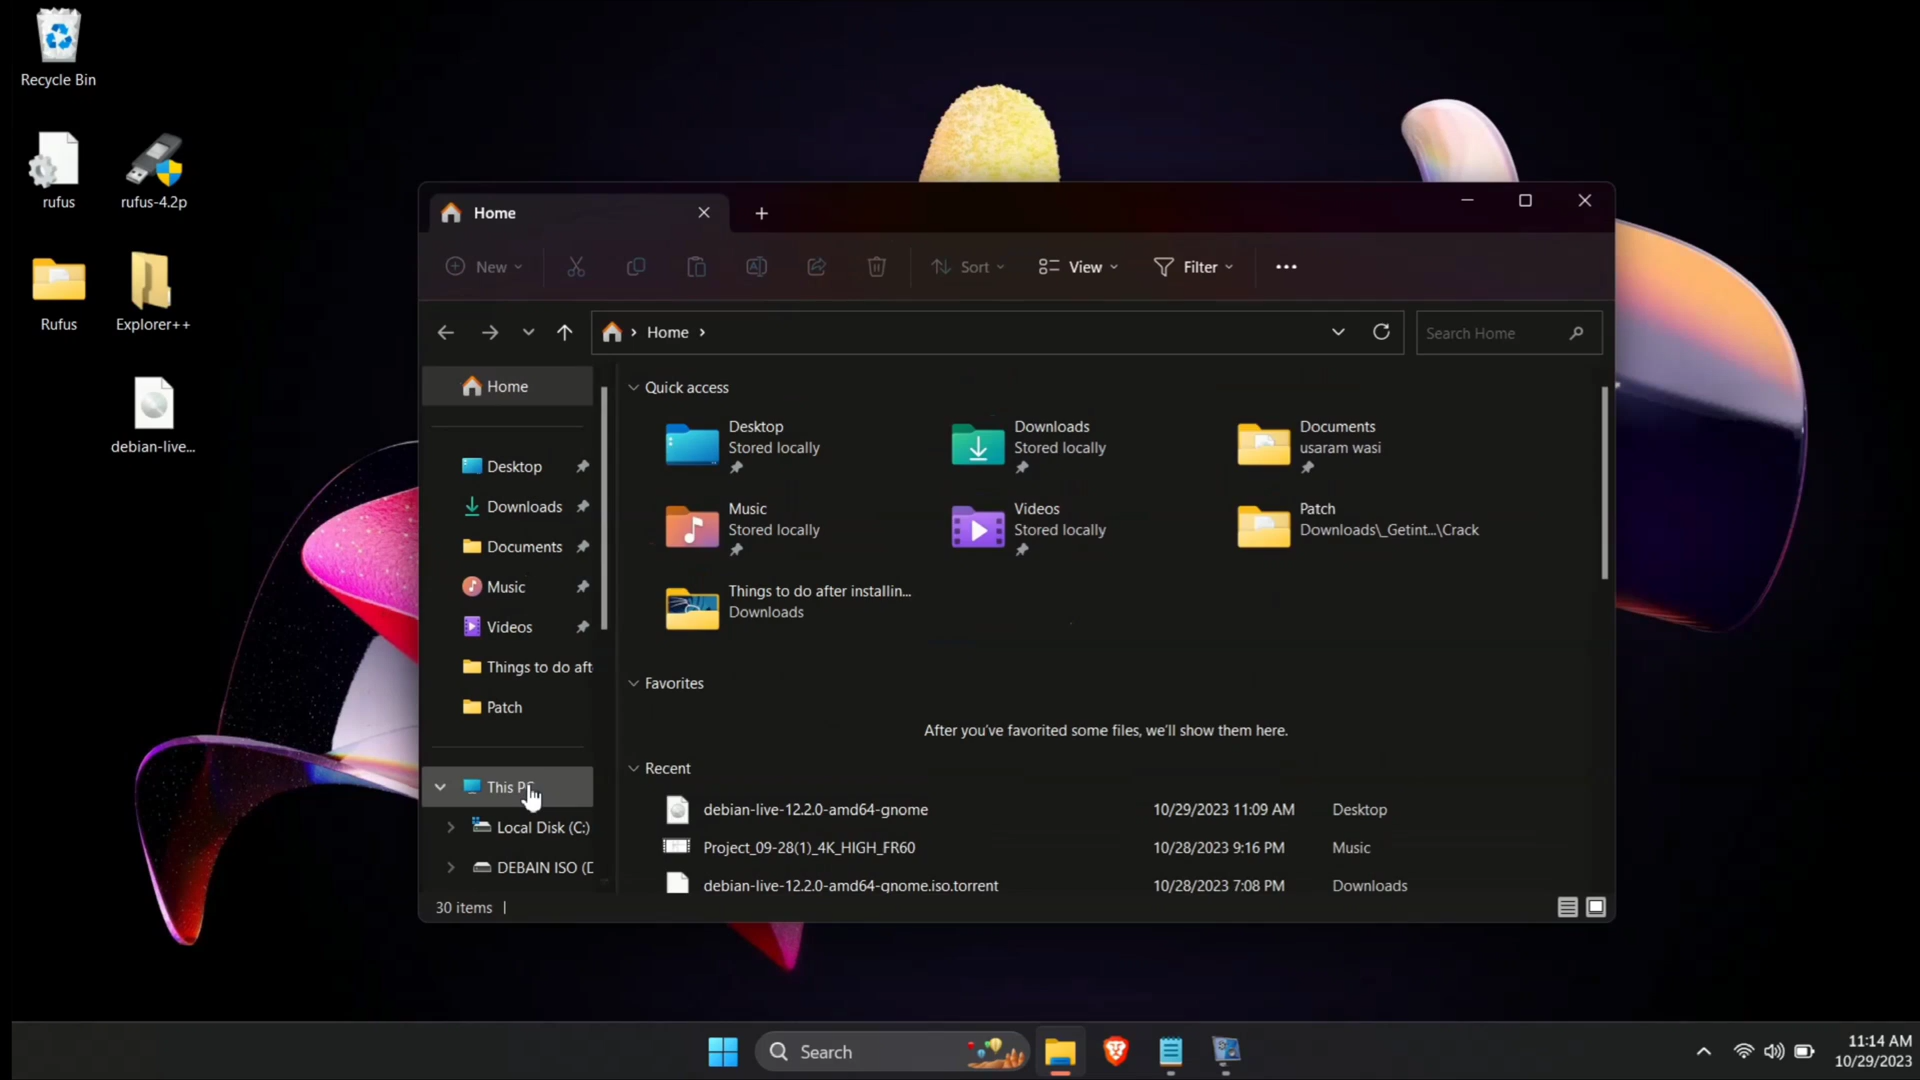 Recycle Bin
rufus
rufus-4.2p
Rufus
Explorer++
debian-live...
Home
New
Sort
View
Filter
Home
Search Home
Home
Desktop
Downloads
Documents
Music
Videos
Things to do aft
Patch
This
Local Disk (C:)
DEBAIN ISO (D
Quick access
Desktop
Stored locally
Downloads
Stored locally
Documents
usaram wasi
Music
Stored locally
Videos
Stored locally
Patch
Downloads\_Getint...\Crack
Things to do after installin...
Downloads
Favorites
After you've favorited some files, we'll show them here.
Recent
debian-live-12.2.0-amd64-gnome 10/29/2023 11:09 AM Desktop
Project_09-28(1)_4K_HIGH_FR60 10/28/2023 9:16 PM Music
debian-live-12.2.0-amd64-gnome.iso.torrent 10/28/2023 7:08 PM Downloads
30 items
Search
11:14 AM
10/29/2023